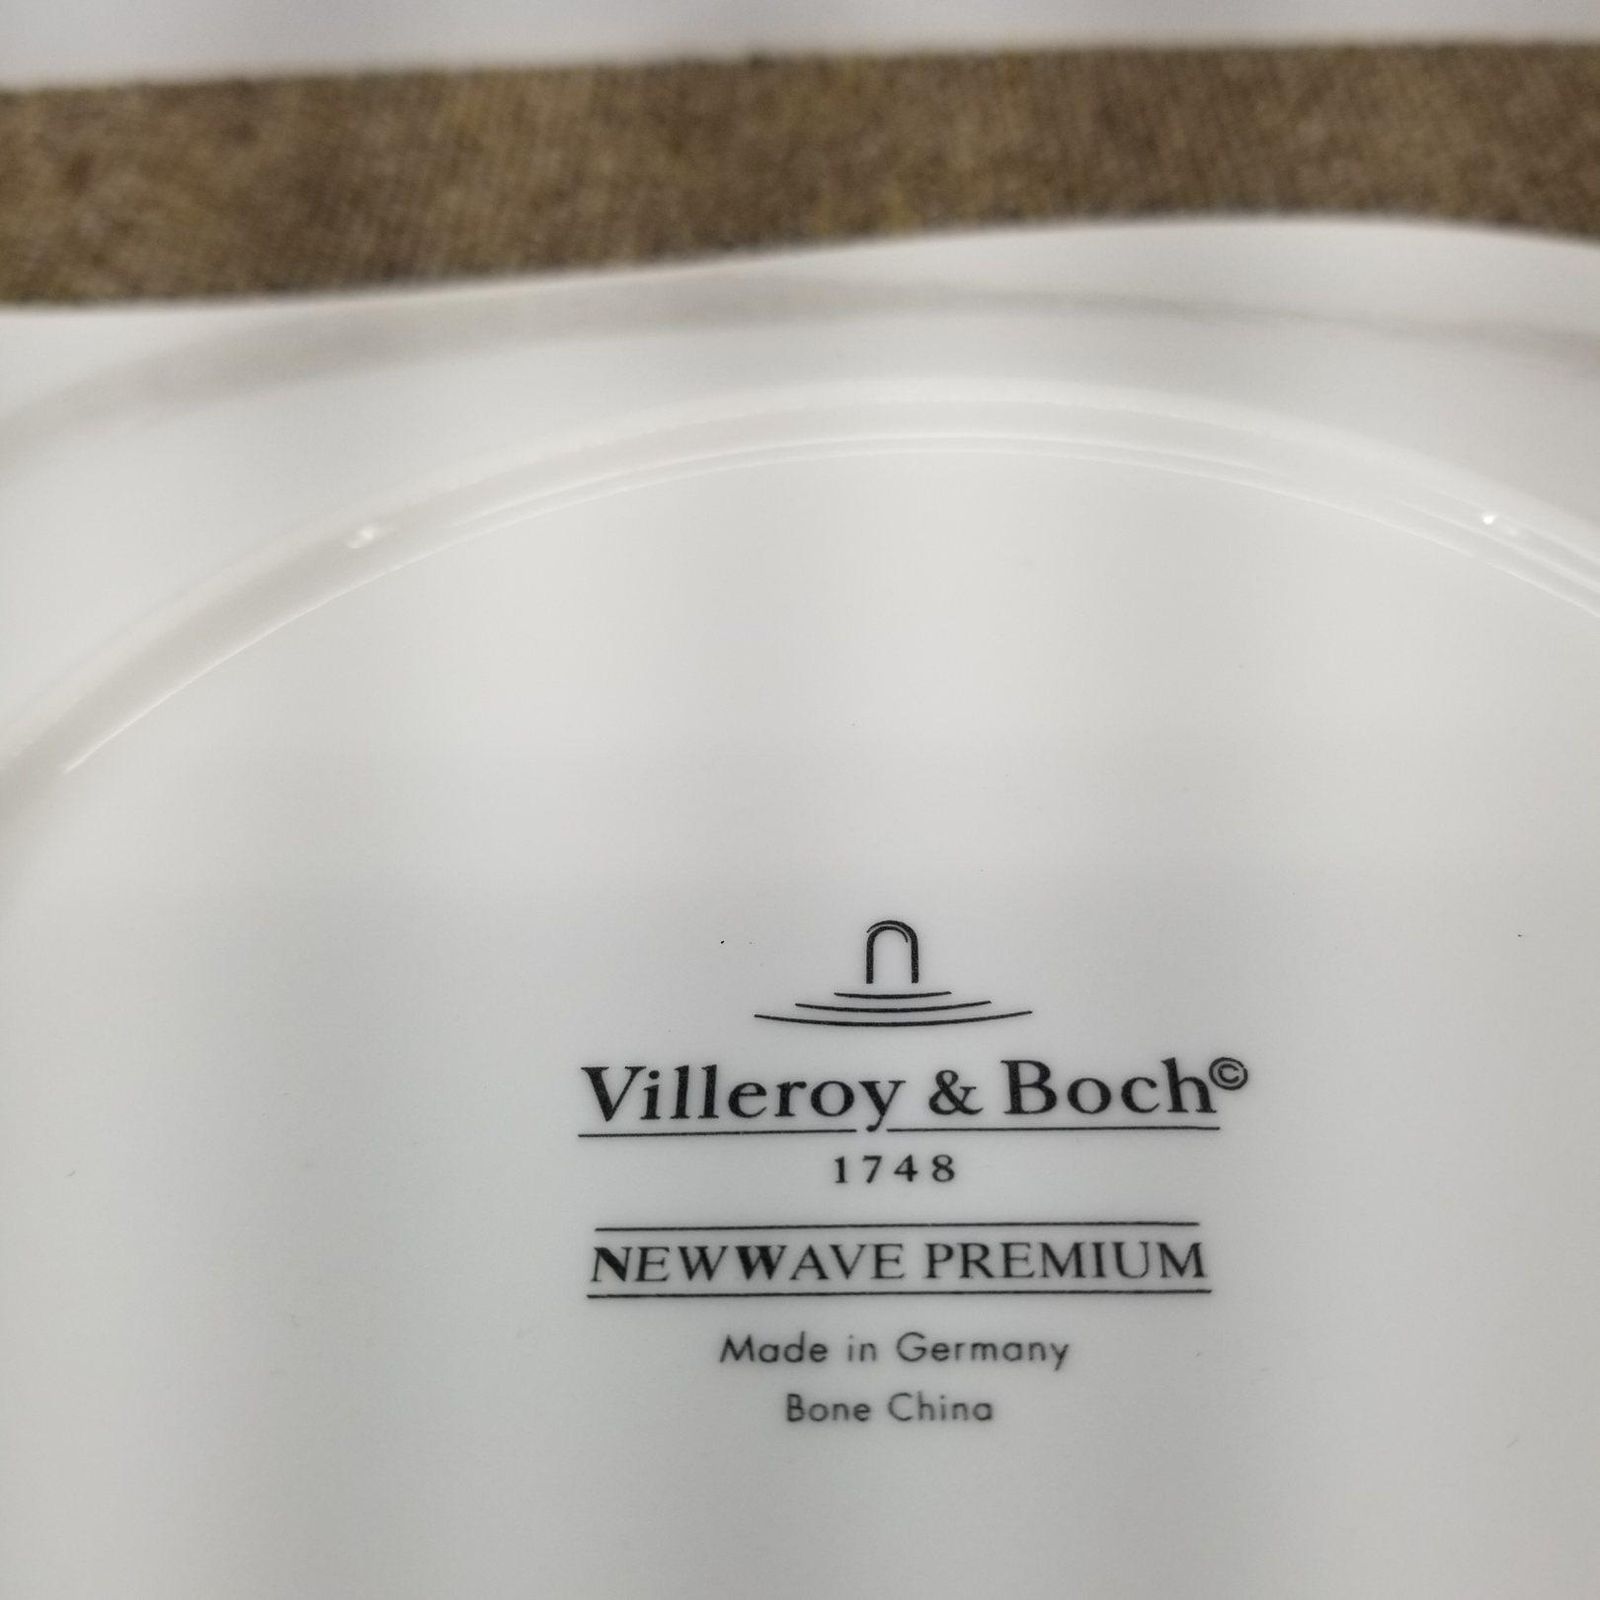 Villeroy & Boch©
1748
NEWWAVE PREMIUM
Made in Germany
Bone China